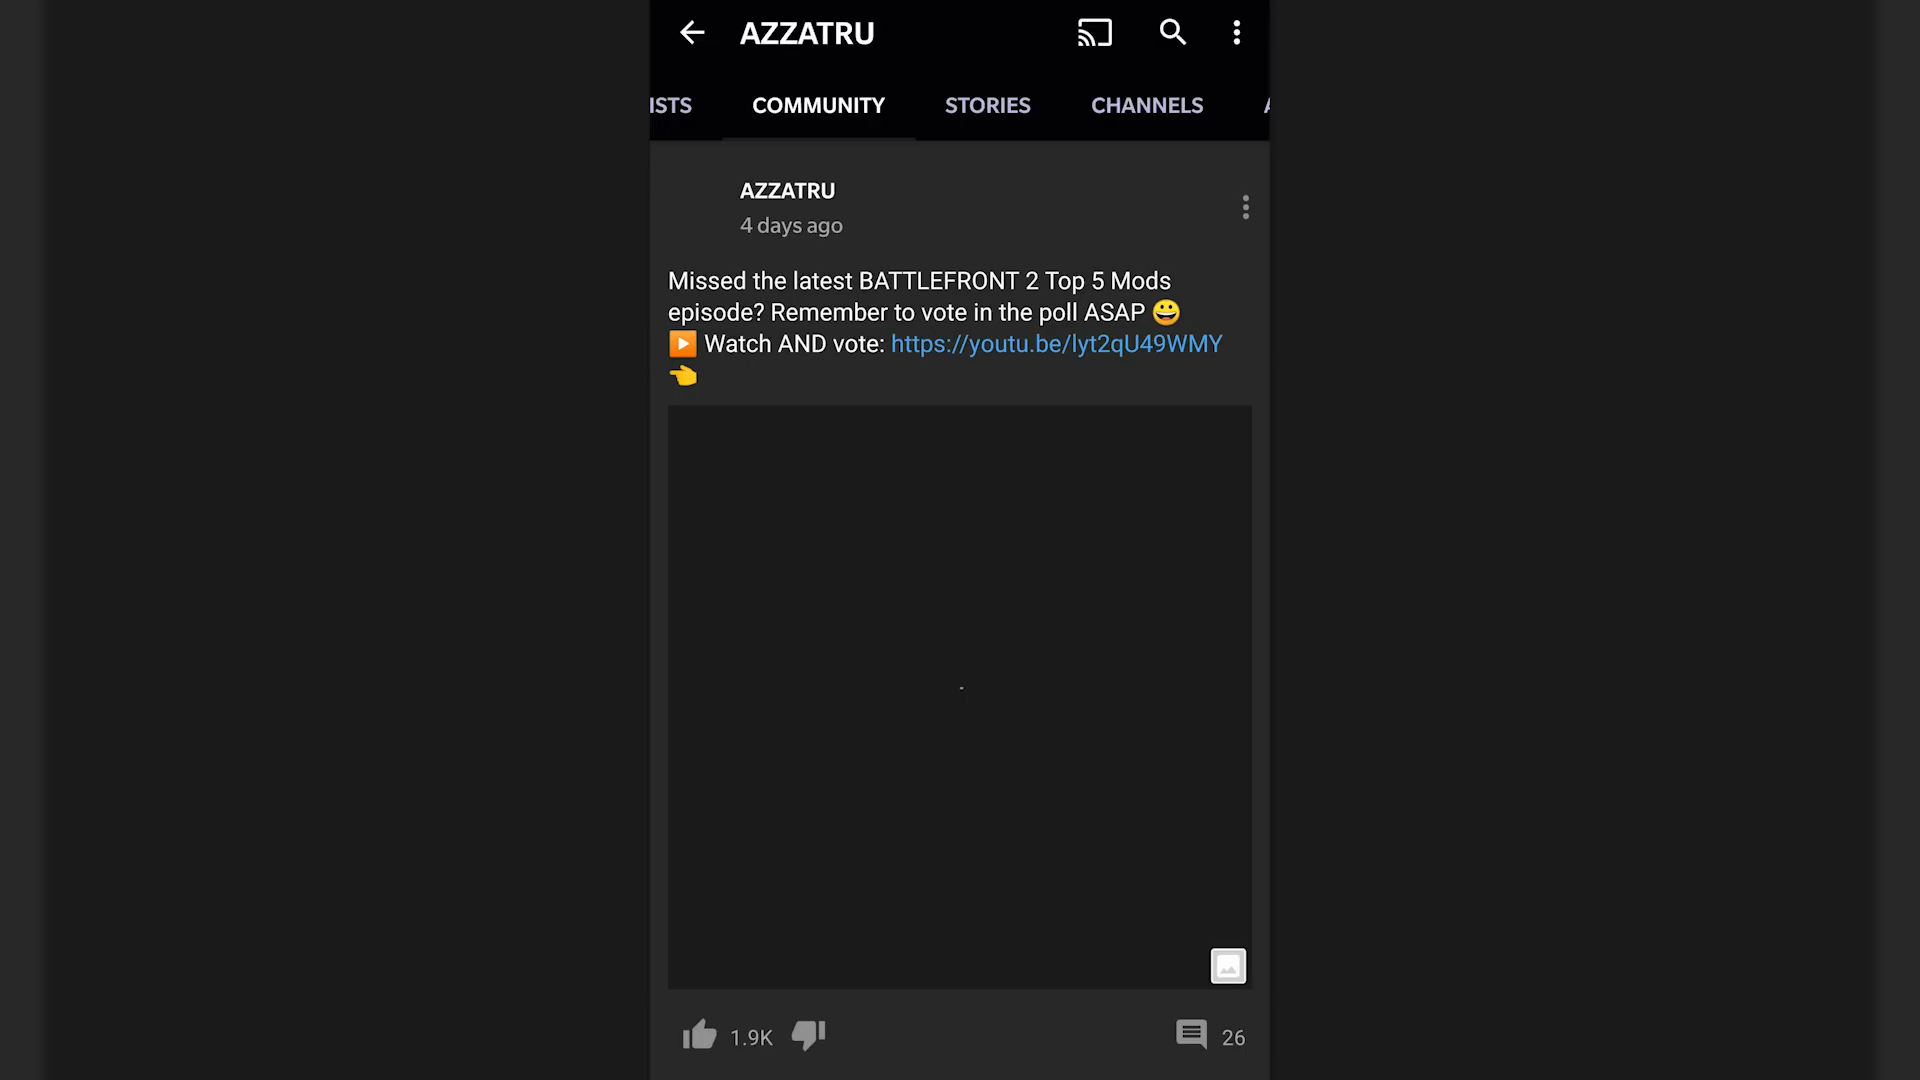 AZZATRU
ISTS COMMUNITY STORIES CHANNELS
AZZATRU
4 days ago
Missed the latest BATTLEFRONT 2 Top 5 Mods
episode? Remember to vote in the poll ASAP 😀
▶️ Watch AND vote: https://youtu.be/lyt2qU49WMY
👈
1.9K 26